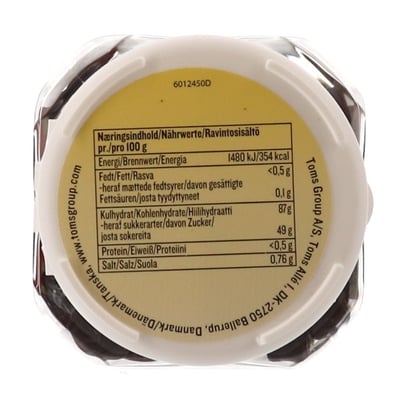 6012450D
Næringsindhold/Nährwerte/Ravintosisältö
pr./pro 100 g
Energi/Brennwert/Energia 1480 kJ/354 kcal
Fedt/Fett/Rasva <0,5 g
-heraf mættede fedtsyrer/davon gesättigte
Fettsäuren/josta tyydyttyneet 0,1 g
Kulhydrat/Kohlenhydrate/Hiilihydraatti 87g
-heraf sukkerarter/davon Zucker/
josta sokereita 49 g
Protein/Eiweiß/Proteiini <0,5 g
Salt/Salz/Suola 0,76 g
Toms Group A/S, Toms Allé 1, DK-2750 Ballerup, Danmark/Dänemark/Tanska, www.tomsgroup.com